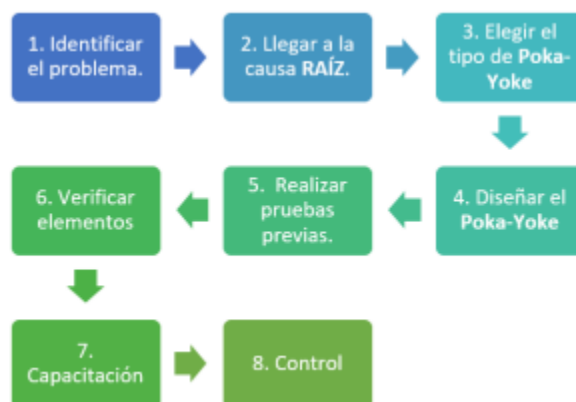 1. Identificar
el problema.
2. Llegar a la
causa RAÍZ.
3. Elegir el
tipo de Poka-
Yoke
4. Diseñar el
Poka-Yoke
5. Realizar
pruebas
previas.
6. Verificar
elementos
7.
Capacitación
8. Control